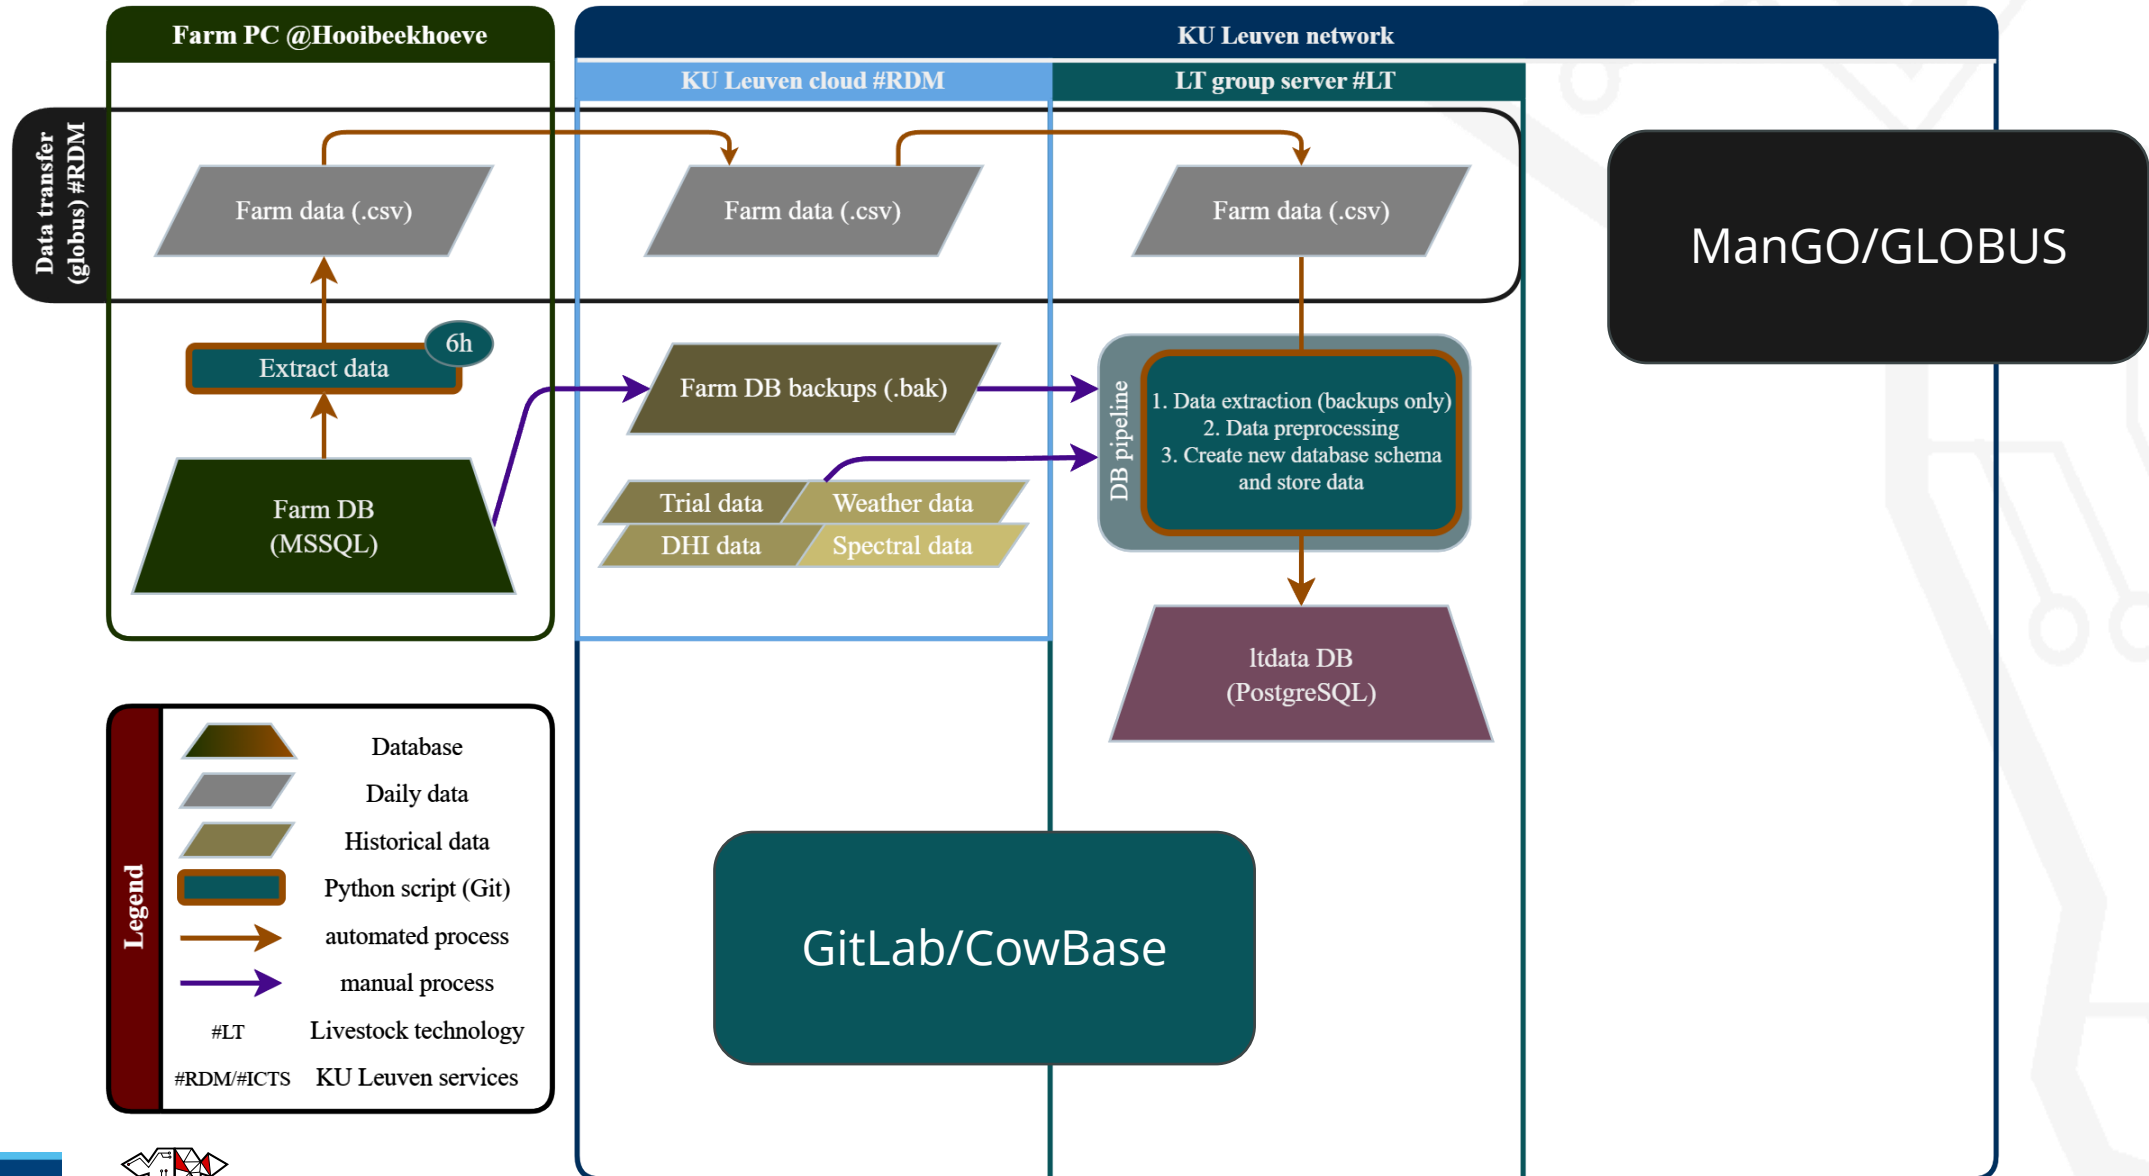 Farm PC @Hooibeekhoeve
KU Leuven network
KU Leuven cloud #RDM
LT group server #LT
Data transfer
(globus) #RDM
Farm data (.csv)
Farm data (.csv)
Farm data (.csv)
ManGO/GLOBUS
6h
Extract data
Farm DB backups (.bak)
DB pipeline
1. Data extraction (backups only)
2. Data preprocessing
3. Create new database schema
and store data
Farm DB
(MSSQL)
Trial data
Weather data
DHI data
Spectral data
ltdata DB
(PostgreSQL)
Legend
Database
Daily data
Historical data
Python script (Git)
automated process
manual process
#LT Livestock technology
#RDM/#ICTS KU Leuven services
GitLab/CowBase